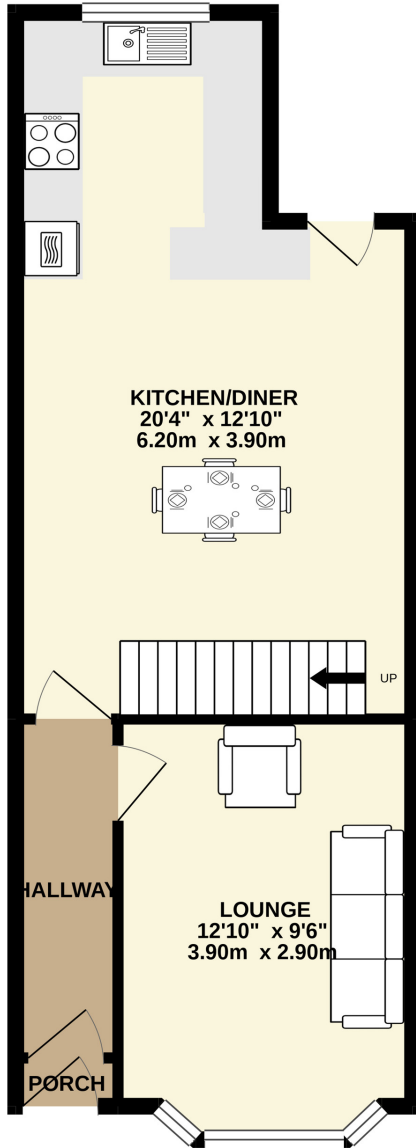 KITCHEN/DINER
20'4" x 12'10"
6.20m x 3.90m
UP
HALLWAY
LOUNGE
12'10" x 9'6"
3.90m x 2.90m
PORCH